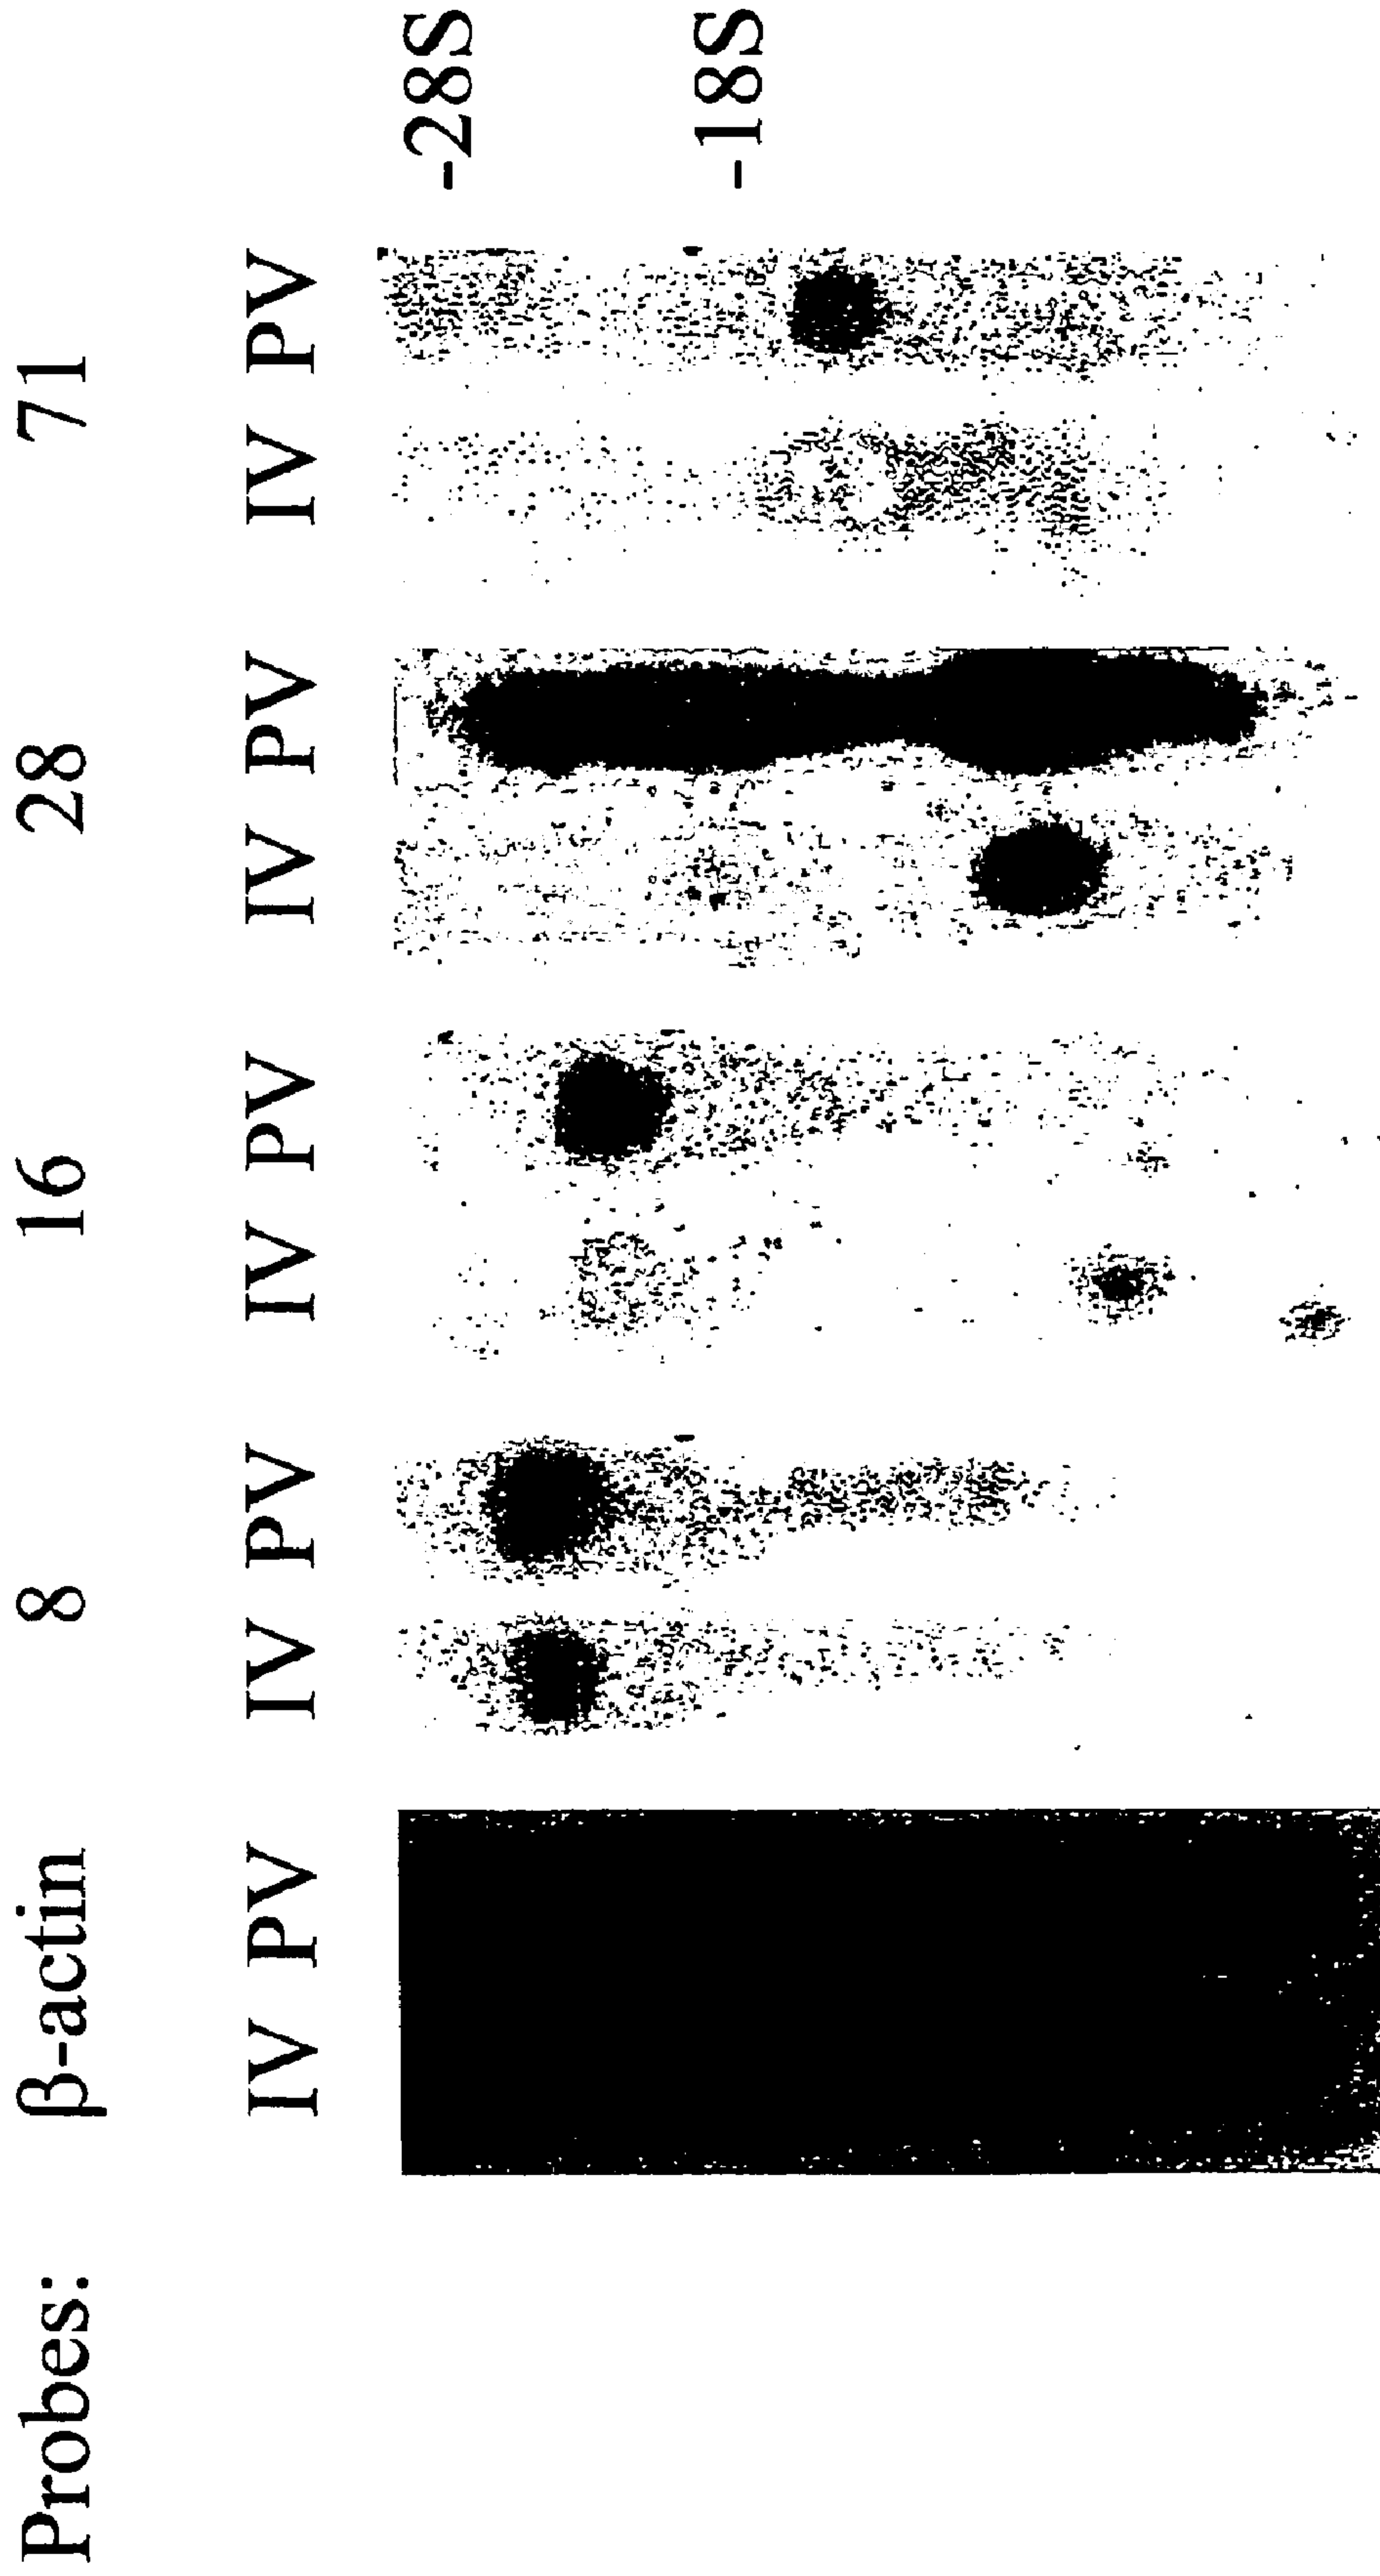 Probes: β-actin 8 16 28 71
IV PV IV PV IV PV IV PV IV PV
-28S
-18S